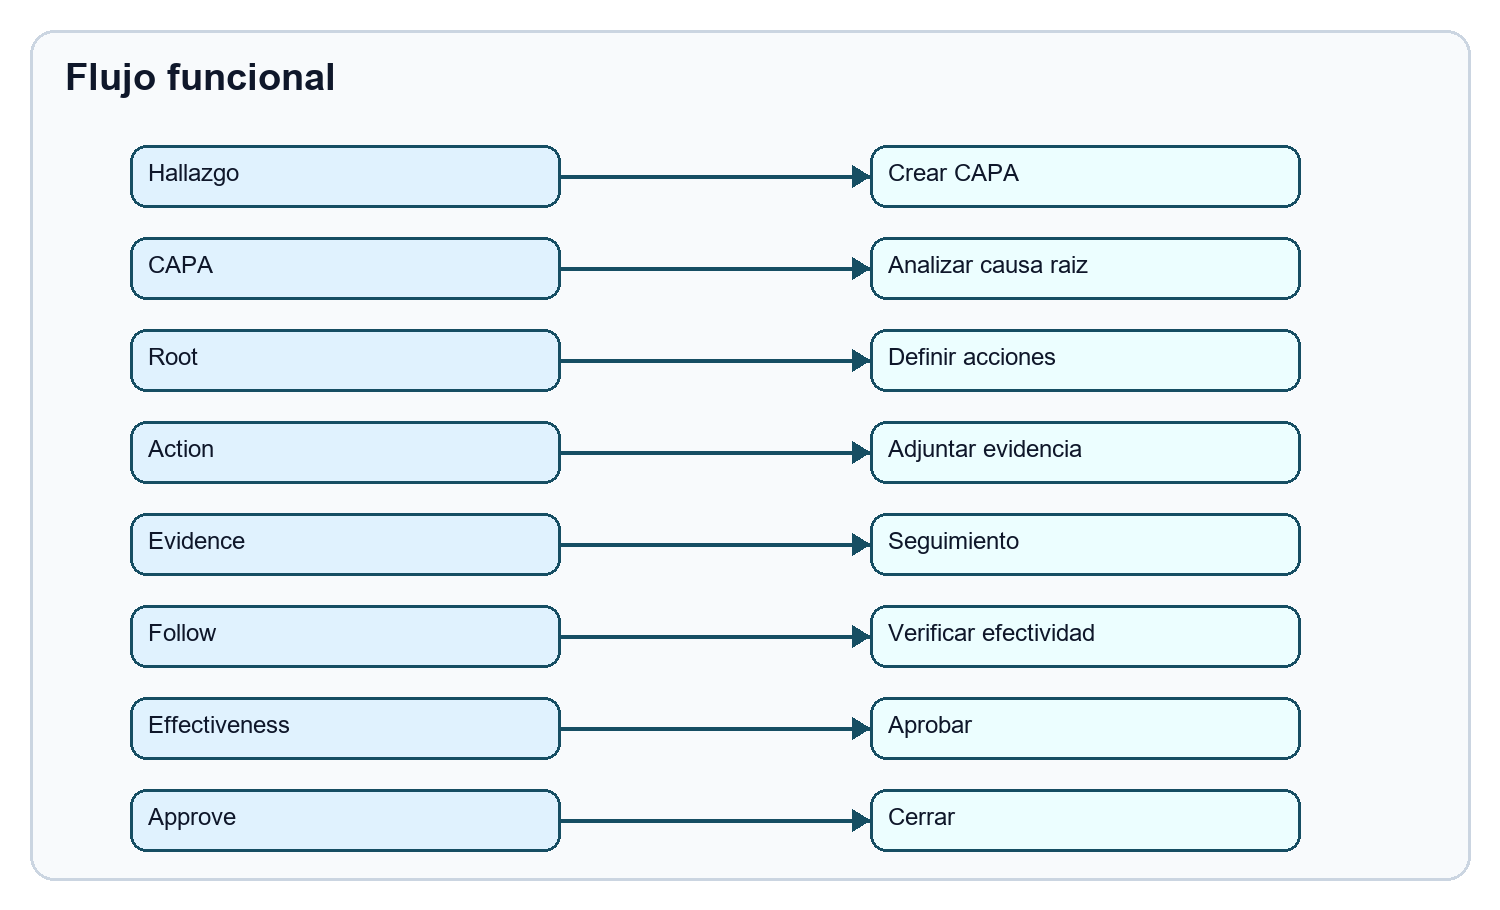 Flujo funcional
Hallazgo
Crear CAPA
CAPA
Analizar causa raiz
Root
Definir acciones
Action
Adjuntar evidencia
Evidence
Seguimiento
Follow
Verificar efectividad
Effectiveness
Aprobar
Approve
Cerrar